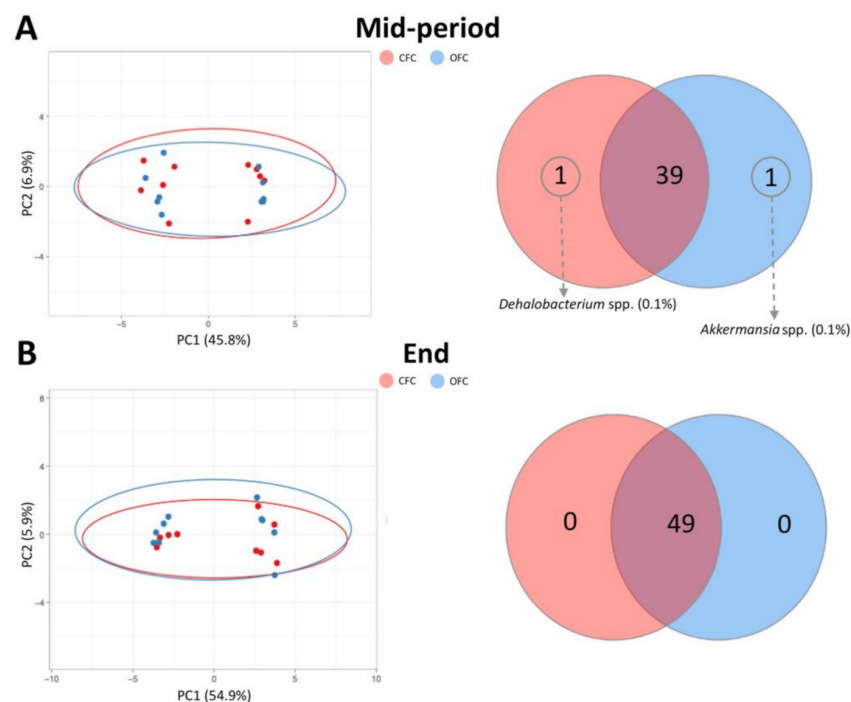 A
Mid-period
CFC OFC
4
0
−4
PC2 (6.9%)
−5 0 5
PC1 (45.8%)
1 39 1
Dehalobacterium spp. (0.1%)
Akkermansia spp. (0.1%)
B
End
CFC OFC
8
4
0
−4
PC2 (5.9%)
−10 −5 0 5 10
PC1 (54.9%)
0 49 0